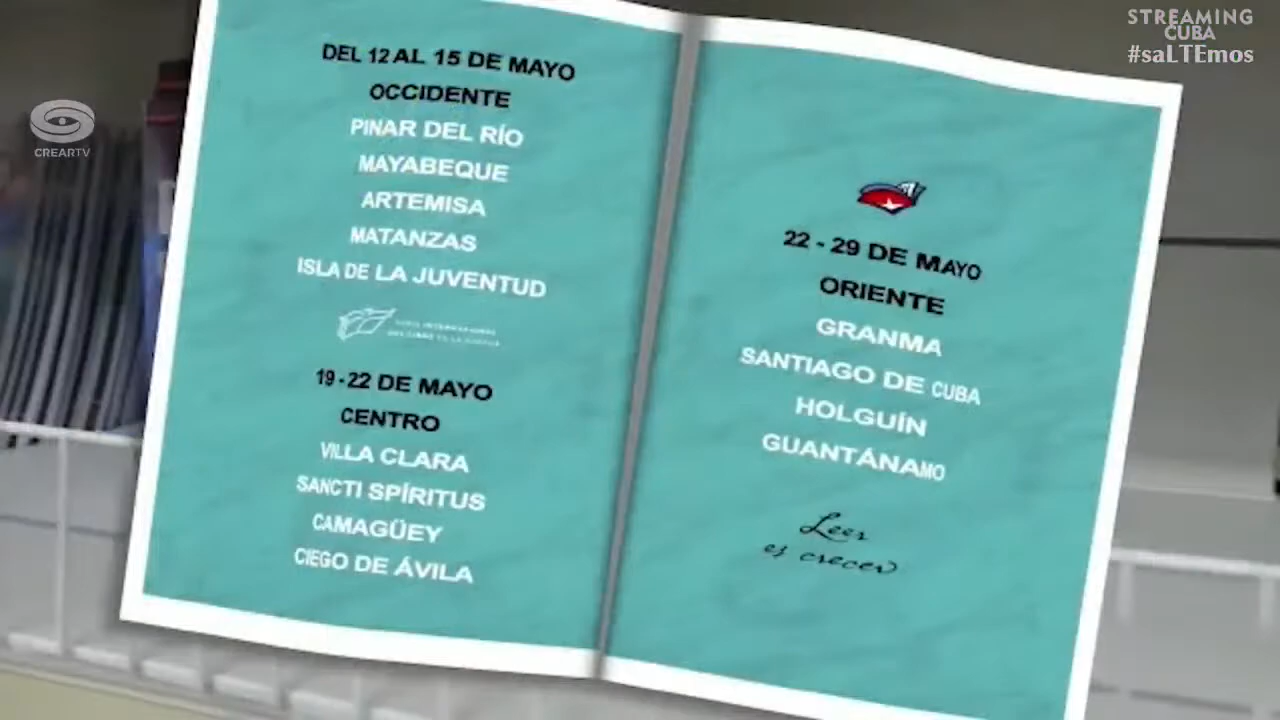 STREAMING
CUBA
#saLTEmos
CREARTV
DEL 12 AL 15 DE MAYO
OCCIDENTE
PINAR DEL RÍO
MAYABEQUE
ARTEMISA
MATANZAS
ISLA DE LA JUVENTUD
19 - 22 DE MAYO
CENTRO
VILLA CLARA
SANCTI SPÍRITUS
CAMAGÜEY
CIEGO DE ÁVILA
22 - 29 DE MAYO
ORIENTE
GRANMA
SANTIAGO DE CUBA
HOLGUÍN
GUANTÁNAMO
Leer
es crecer